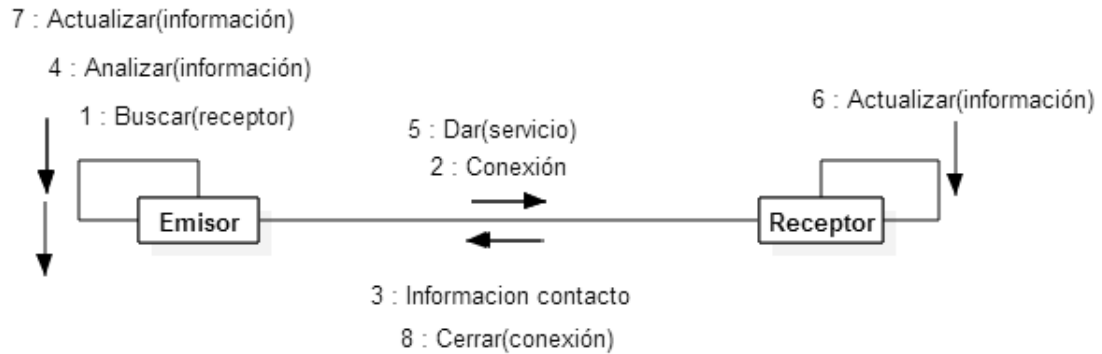 7 : Actualizar(información)
4 : Analizar(información)
1 : Buscar(receptor)
6 : Actualizar(información)
5 : Dar(servicio)
2 : Conexión
Emisor
Receptor
3 : Informacion contacto
8 : Cerrar(conexión)